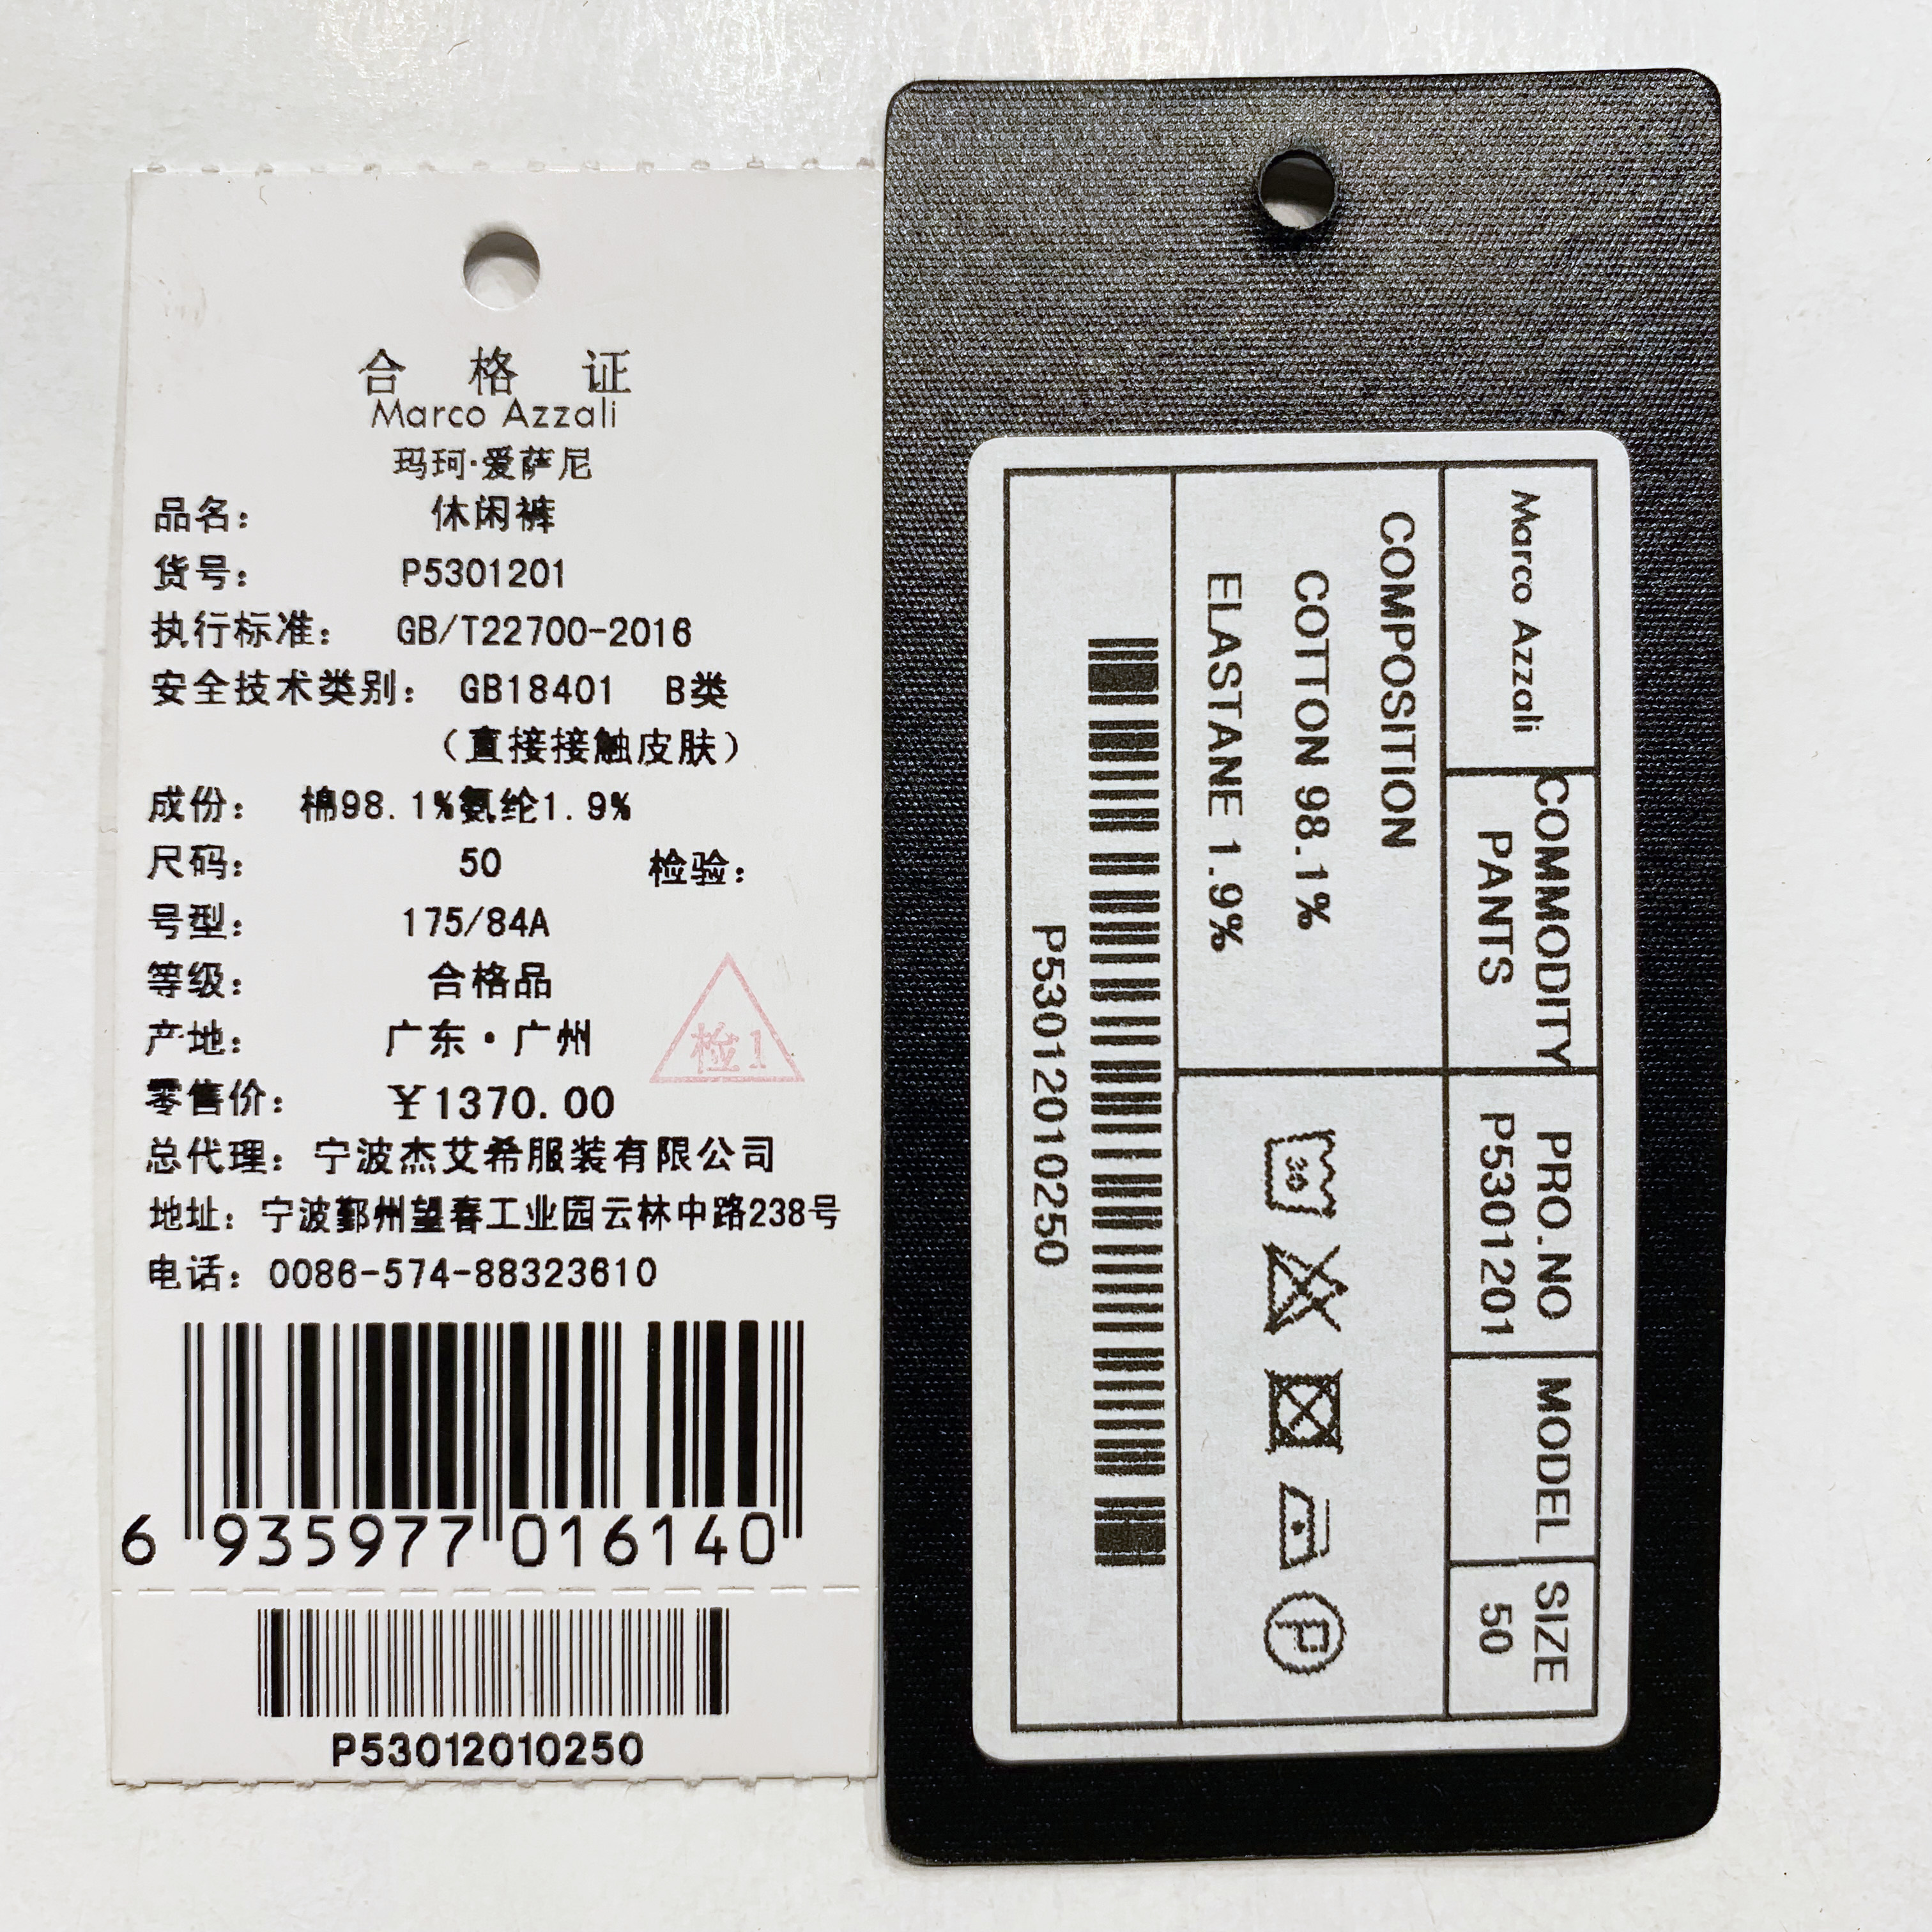 合 格 证
Marco Azzali
玛珂·爱萨尼
品名： 休闲裤
货号： P5301201
执行标准： GB/T22700-2016
安全技术类别： GB18401 B类
（直接接触皮肤）
成份： 棉98.1%氨纶1.9%
尺码： 50 检验：
号型： 175/84A
等级： 合格品
产地： 广东·广州
检1
零售价： ￥1370.00
总代理：宁波杰艾希服装有限公司
地址：宁波鄞州望春工业园云林中路238号
电话：0086-574-88323610
6 935977 016140
P53012010250
Marco Azzali
COMMODITY
PANTS
PRO.NO
P5301201
MODEL
SIZE
50
COMPOSITION
COTTON 98.1%
ELASTANE 1.9%
30
P
P53012010250